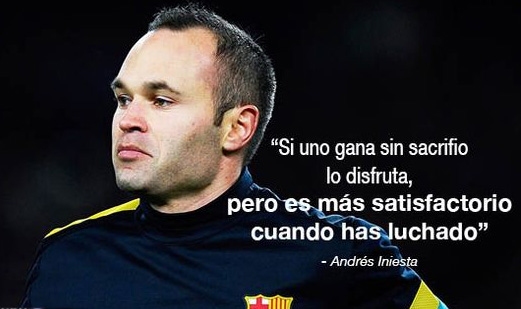 “Si uno gana sin sacrifio
lo disfruta,
pero es más satisfactorio
cuando has luchado”
- Andrés Iniesta